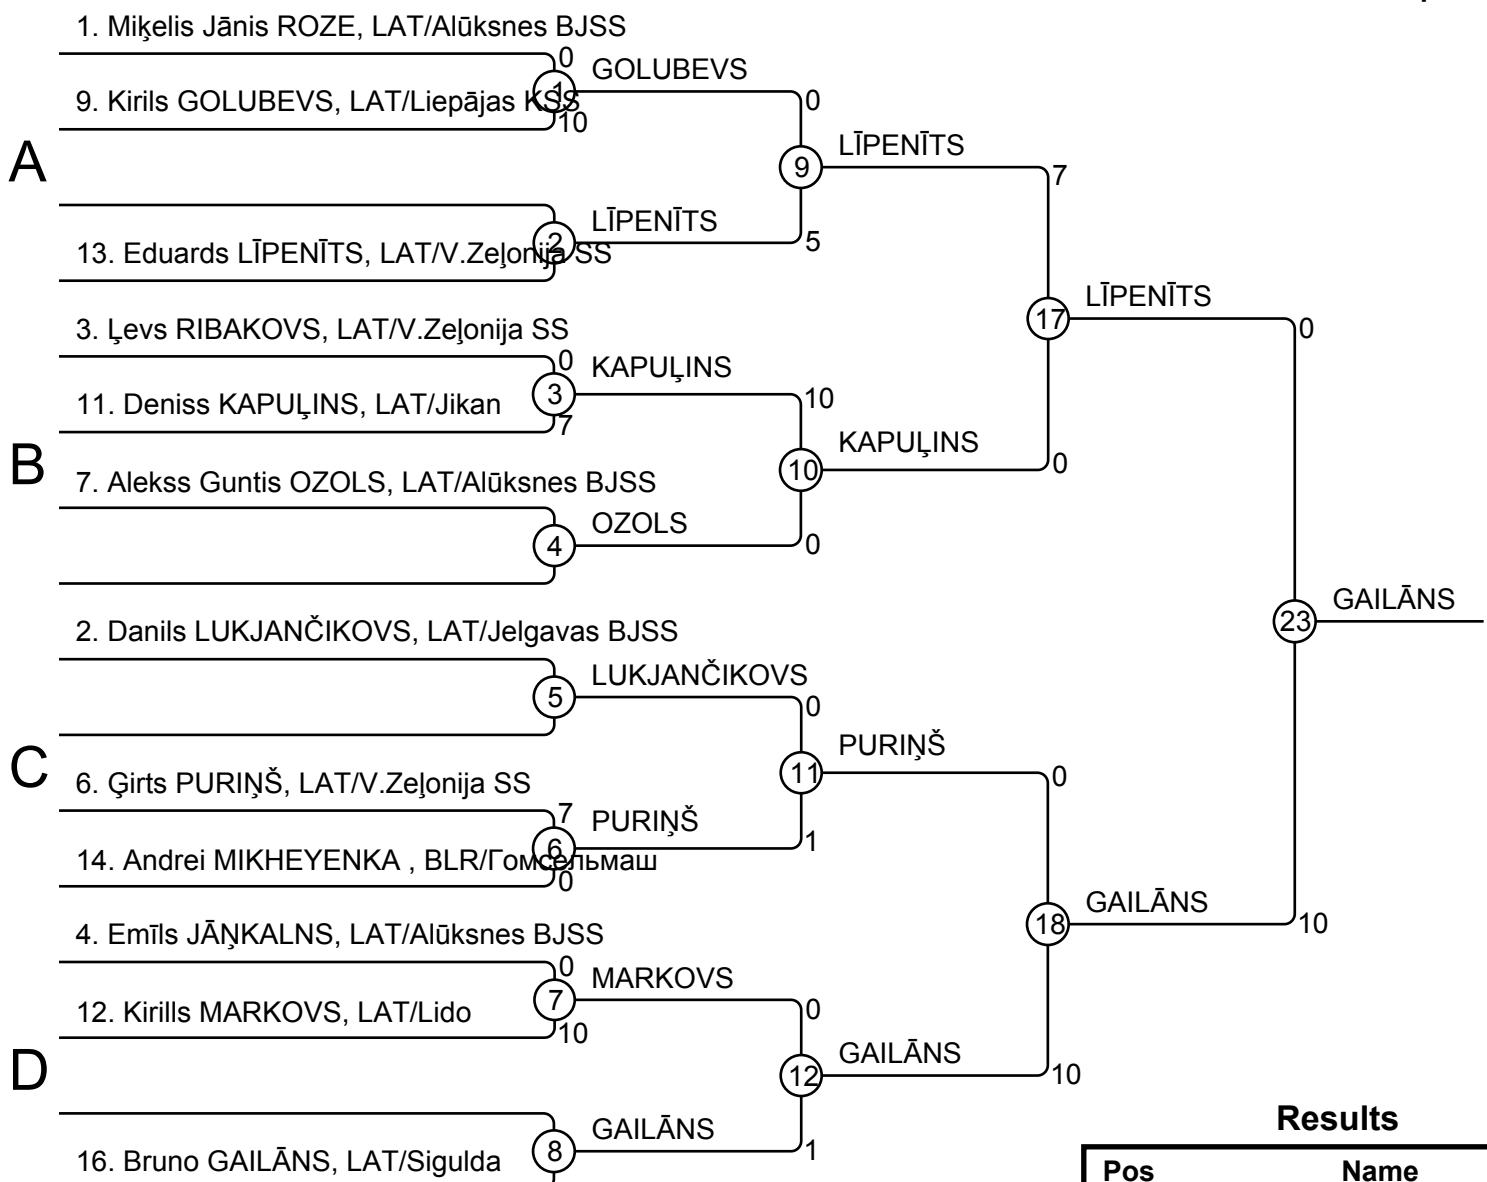 1. Miķelis Jānis ROZE, LAT/Alūksnes BJSS
0
GOLUBEVS
1
9. Kirils GOLUBEVS, LAT/Liepājas KSS
10
0
A
LĪPENĪTS
9
7
LĪPENĪTS
5
2
13. Eduards LĪPENĪTS, LAT/V.Zeļonija SS
LĪPENĪTS
17
0
3. Ļevs RIBAKOVS, LAT/V.Zeļonija SS
0
KAPUĻINS
3
11. Deniss KAPUĻINS, LAT/Jikan
7
10
B
KAPUĻINS
10
0
7. Alekss Guntis OZOLS, LAT/Alūksnes BJSS
OZOLS
4
0
GAILĀNS
23
2. Danils LUKJANČIKOVS, LAT/Jelgavas BJSS
LUKJANČIKOVS
5
0
C
PURIŅŠ
11
0
6. Ģirts PURIŅŠ, LAT/V.Zeļonija SS
7
PURIŅŠ
6
1
14. Andrei MIKHEYENKA , BLR/Гомсельмаш
0
GAILĀNS
18
10
4. Emīls JĀŅKALNS, LAT/Alūksnes BJSS
0
MARKOVS
7
12. Kirills MARKOVS, LAT/Lido
10
0
D
GAILĀNS
12
10
GAILĀNS
8
1
16. Bruno GAILĀNS, LAT/Sigulda
Results
Pos Name